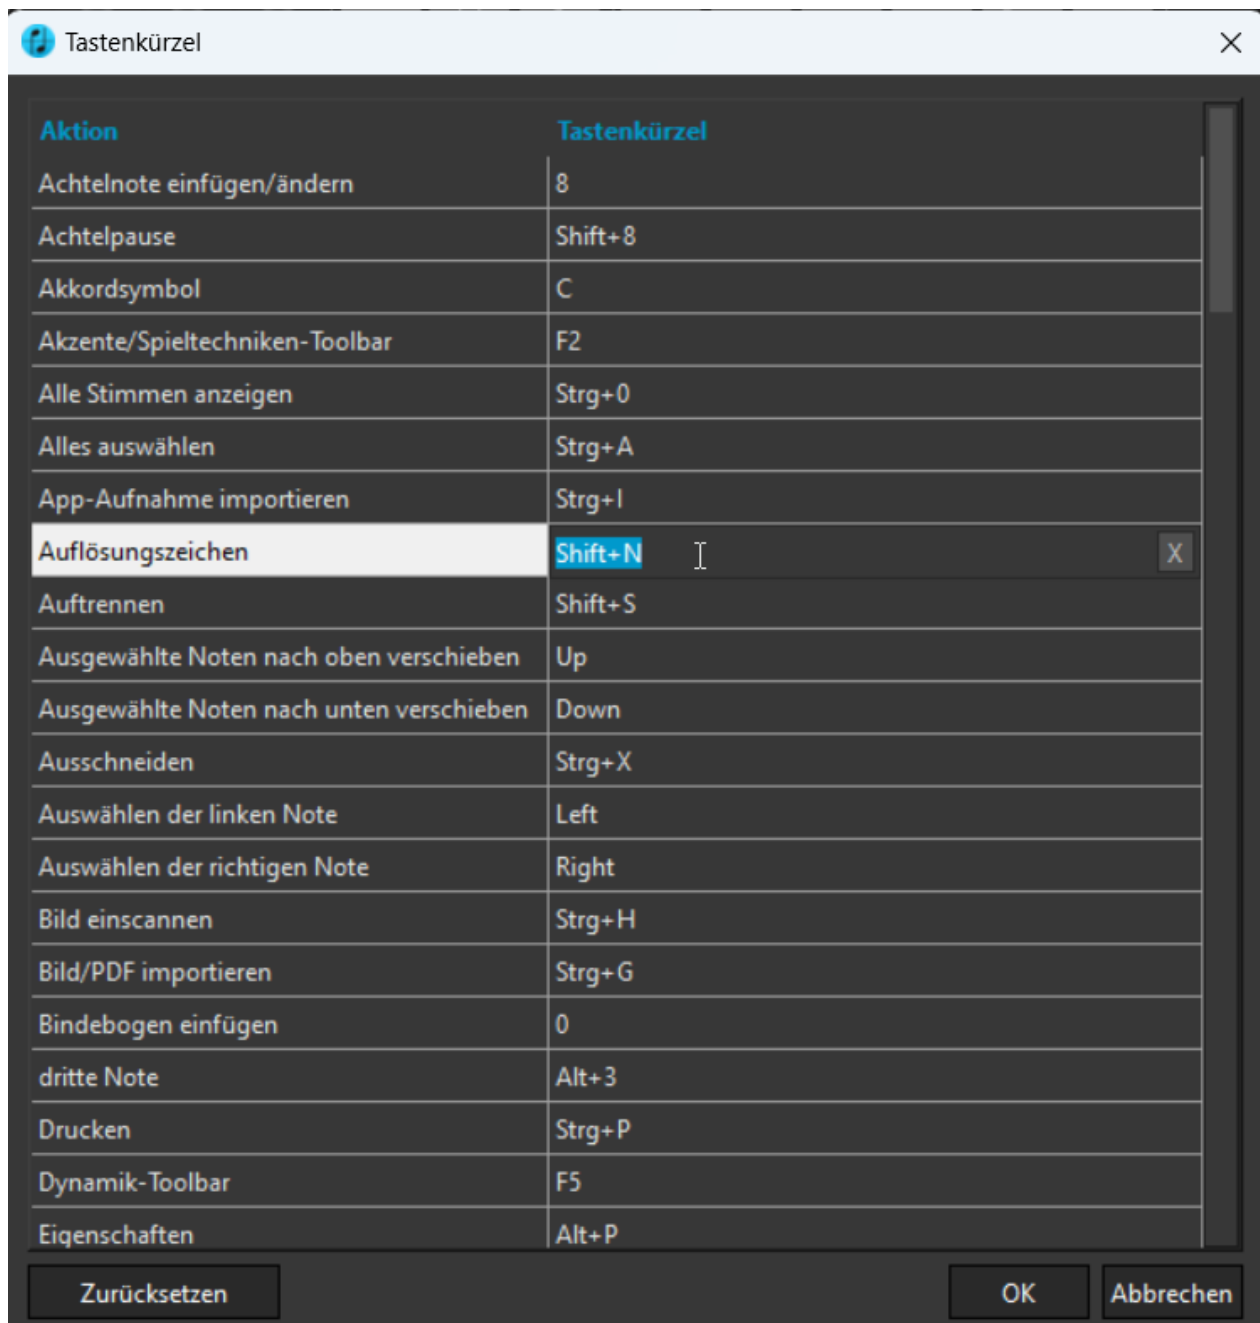 Tastenkürzel
Aktion Tastenkürzel
Achtelnote einfügen/ändern 8
Achtelpause Shift+8
Akkordsymbol C
Akzente/Spieltechniken-Toolbar F2
Alle Stimmen anzeigen Strg+0
Alles auswählen Strg+A
App-Aufnahme importieren Strg+I
Auflösungszeichen Shift+N X
Auftrennen Shift+S
Ausgewählte Noten nach oben verschieben Up
Ausgewählte Noten nach unten verschieben Down
Ausschneiden Strg+X
Auswählen der linken Note Left
Auswählen der richtigen Note Right
Bild einscannen Strg+H
Bild/PDF importieren Strg+G
Bindebogen einfügen 0
dritte Note Alt+3
Drucken Strg+P
Dynamik-Toolbar F5
Eigenschaften Alt+P
Zurücksetzen OK Abbrechen